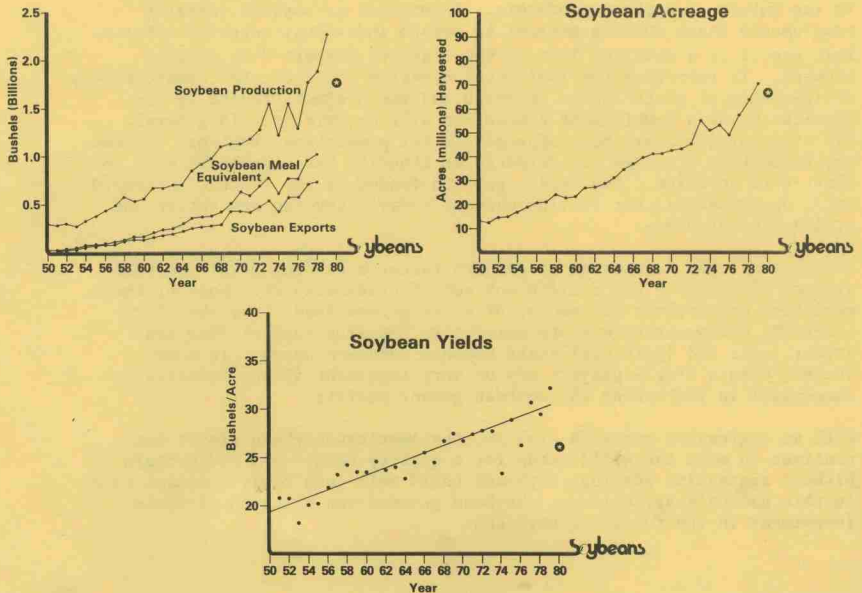 Soybean Acreage
Bushels (Billions)
2.5
2.0
1.5
1.0
0.5
Soybean Production
Soybean Meal
Equivalent
Soybean Exports
50 52 53 54 56 58 60 62 64 66 68 70 72 74 76 78 80
Year
Soybeans
Acres (millions) Harvested
100
90
80
70
60
50
40
30
20
10
50 52 54 56 58 60 62 64 66 68 70 72 74 76 78 80
Year
Soybeans
Soybean Yields
Bushels/Acre
40
35
30
25
20
50 52 54 56 58 60 62 64 66 68 70 72 74 76 78 80
Year
Soybeans